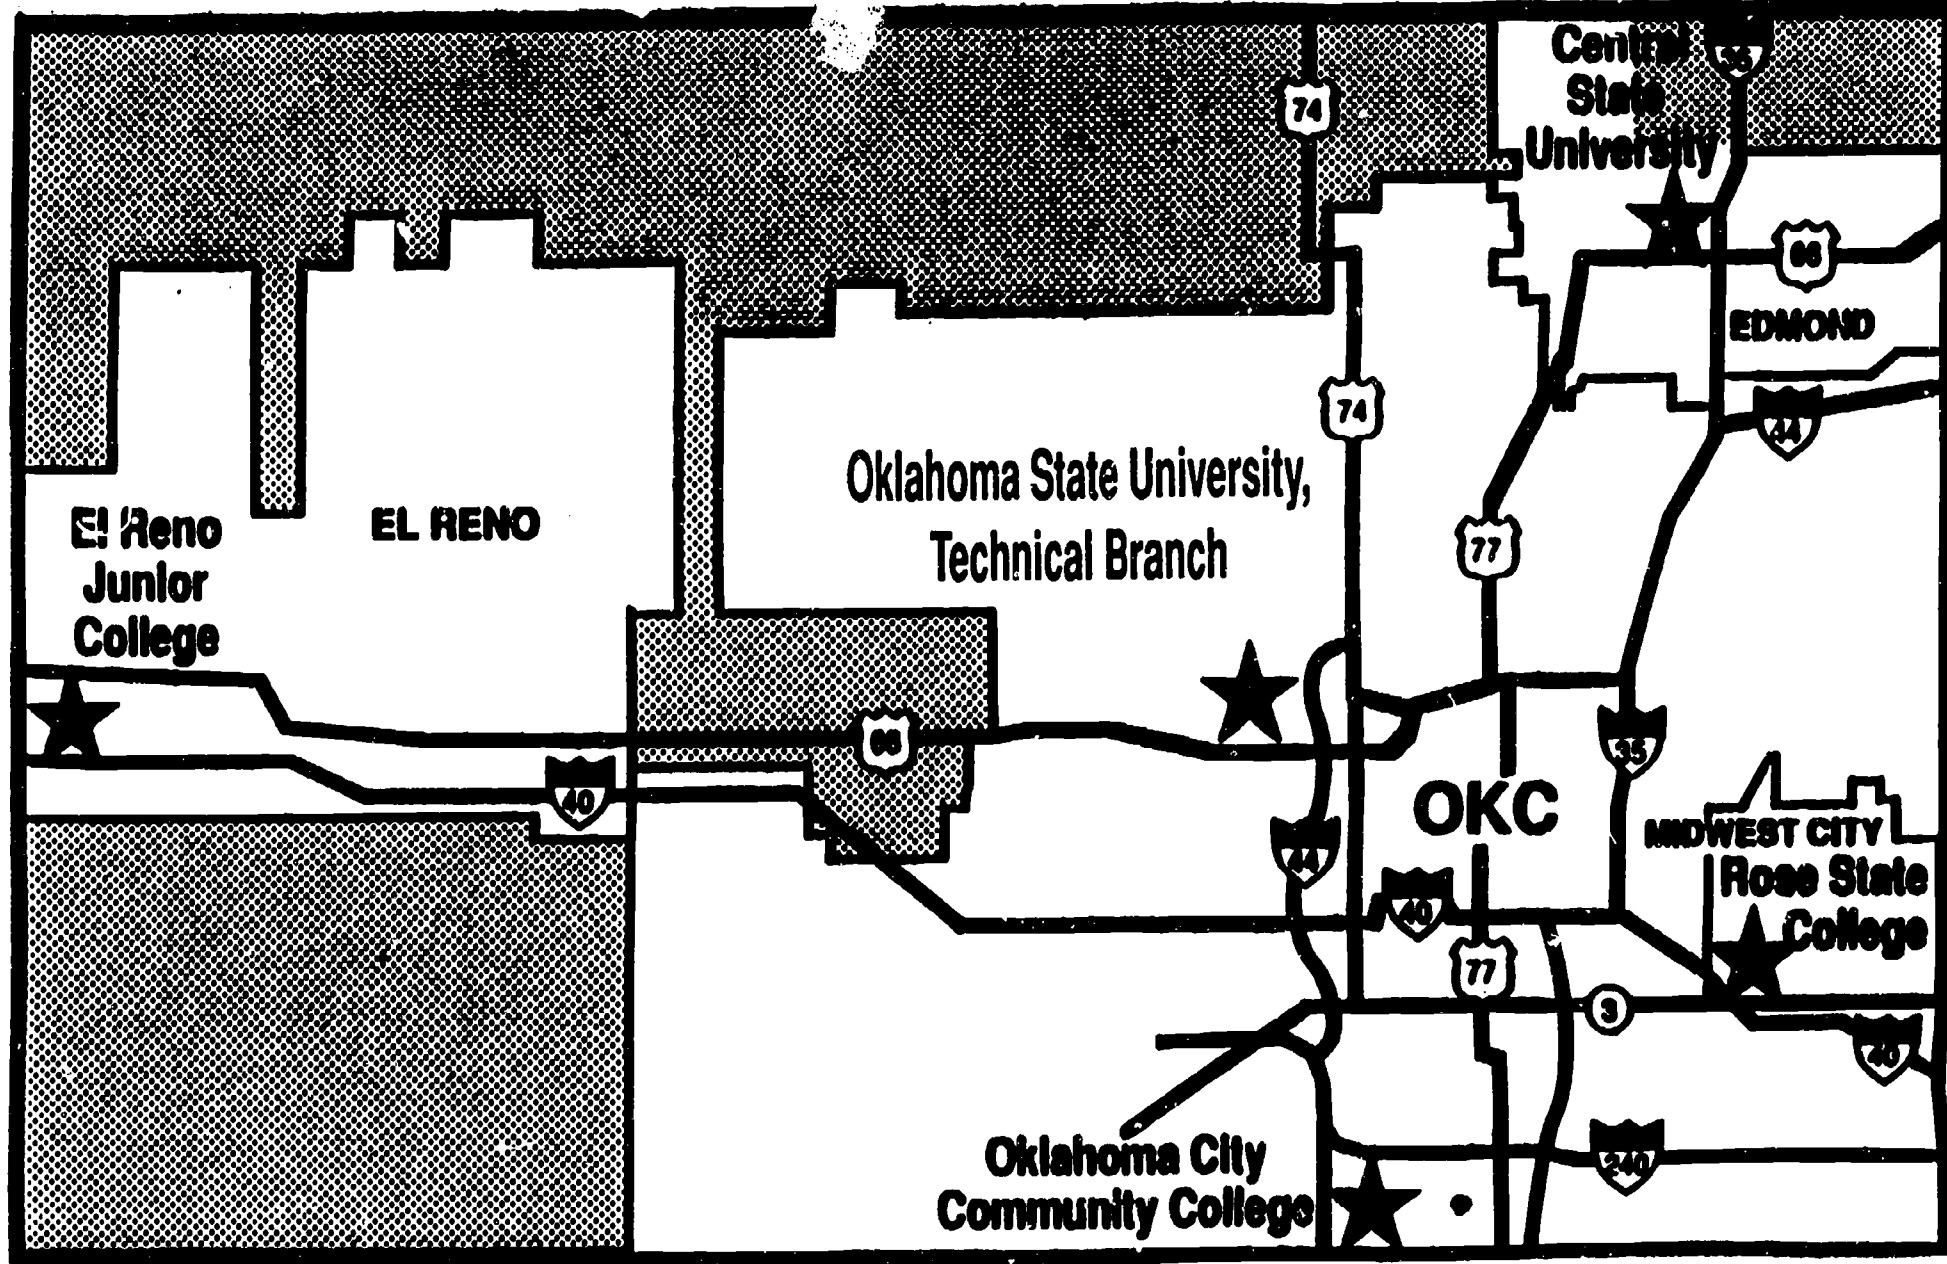 Central
State
University
35
74
66
EDMOND
74
44
Oklahoma State University,
Technical Branch
El Reno
Junior
College
EL RENO
77
66
35
40
OKC
MIDWEST CITY
44
Rose State
College
40
77
3
40
Oklahoma City
Community College
240